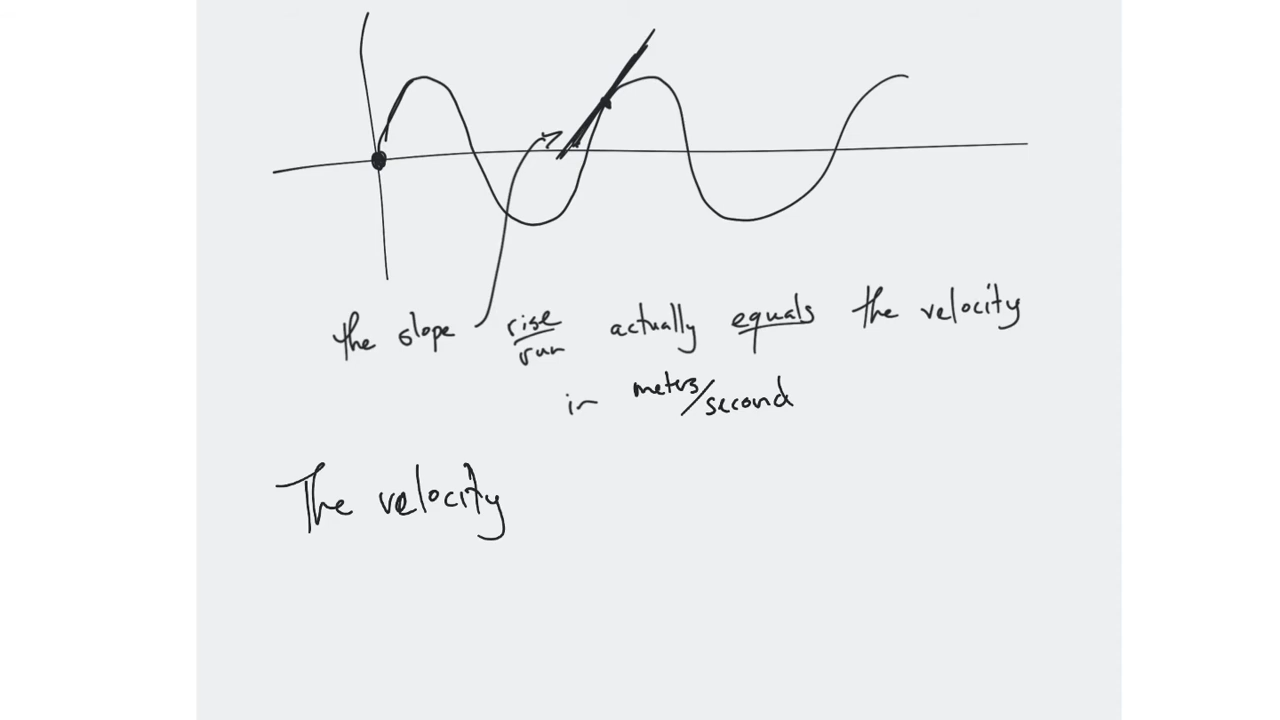 the slope rise/run actually equals the velocity
in meters/second
The velocity